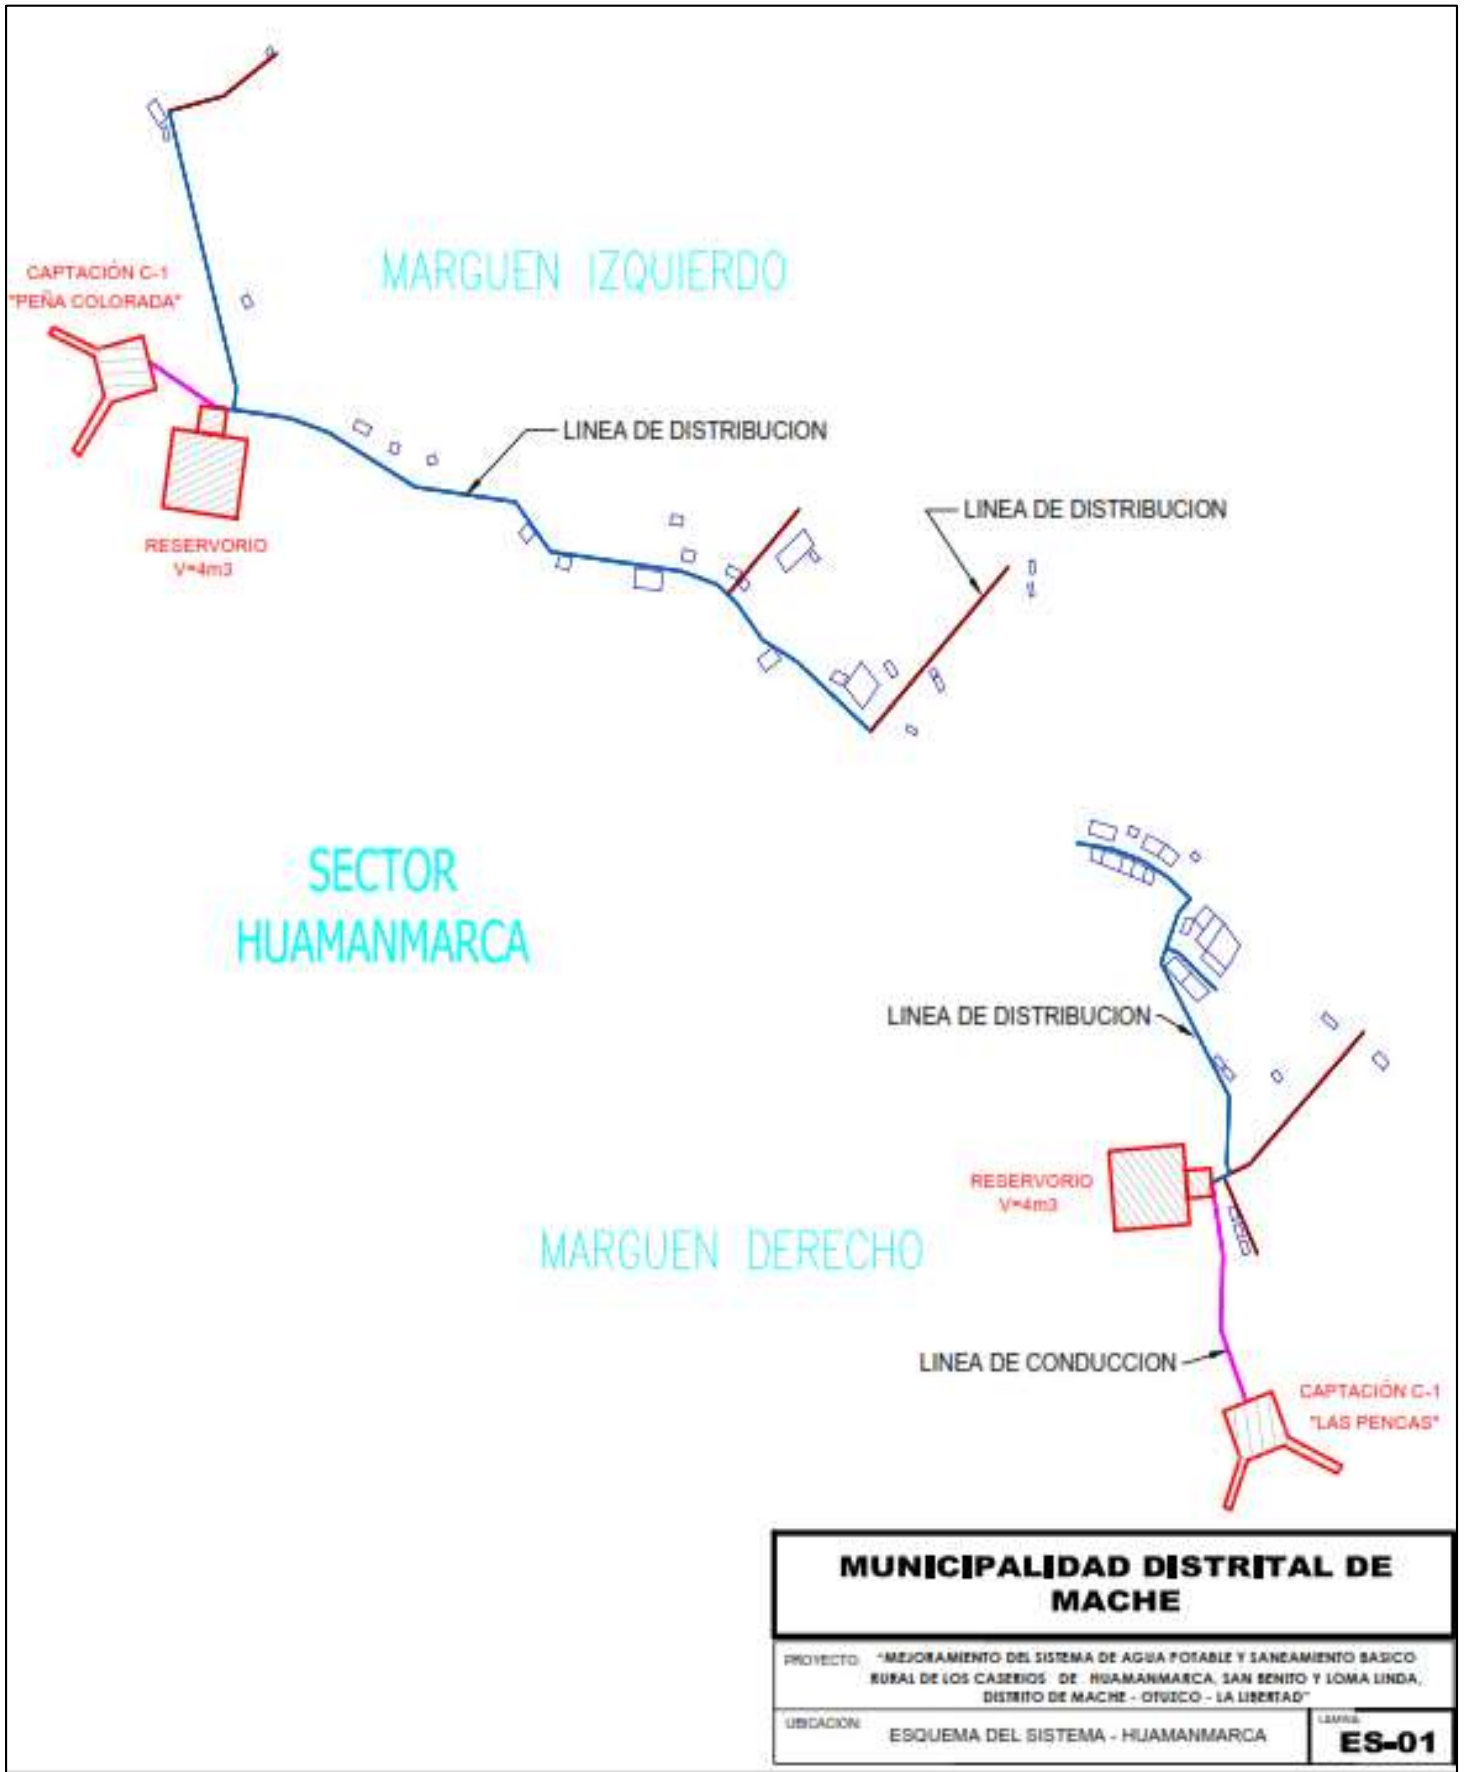 MARGUEN IZQUIERDO
CAPTACIÓN C-1
"PEÑA COLORADA"
LINEA DE DISTRIBUCION
LINEA DE DISTRIBUCION
RESERVORIO
V=4m3
SECTOR
HUAMANMARCA
LINEA DE DISTRIBUCION
RESERVORIO
V=4m3
MARGUEN DERECHO
LINEA DE CONDUCCION
CAPTACIÓN C-1
"LAS PENCAS"
MUNICIPALIDAD DISTRITAL DE
MACHE
PROYECTO: "MEJORAMIENTO DEL SISTEMA DE AGUA POTABLE Y SANEAMIENTO BASICO
RURAL DE LOS CASERIOS DE HUAMANMARCA, SAN BENITO Y LOMA LINDA,
DISTRITO DE MACHE - OTUZCO - LA LIBERTAD"
UBICACION: ESQUEMA DEL SISTEMA - HUAMANMARCA
LAMINA:
ES-01